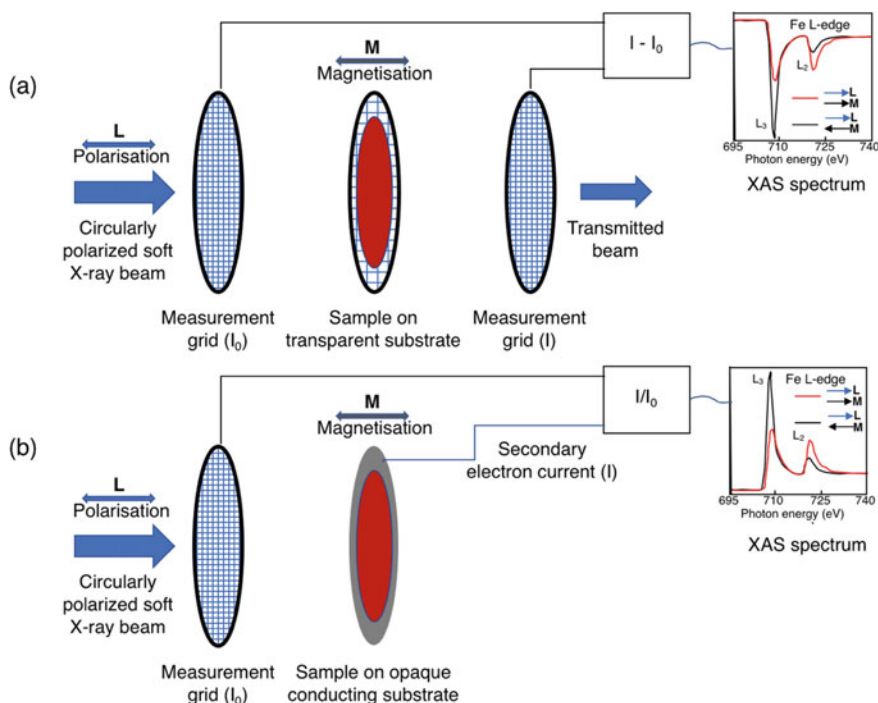 (a)
L
Polarisation
Circularly
polarized soft
X-ray beam
Measurement
grid (I₀)
M
Magnetisation
Sample on
transparent substrate
Measurement
grid (I)
Transmitted
beam
I - I₀
Fe L-edge
L₂
L₃
L
M
L
M
695 710 725 740
Photon energy (eV)
XAS spectrum
(b)
L
Polarisation
Circularly
polarized soft
X-ray beam
Measurement
grid (I₀)
M
Magnetisation
Sample on opaque
conducting substrate
Secondary
electron current (I)
I/I₀
L₃ Fe L-edge
L₂
L
M
L
M
695 710 725 740
Photon energy (eV)
XAS spectrum